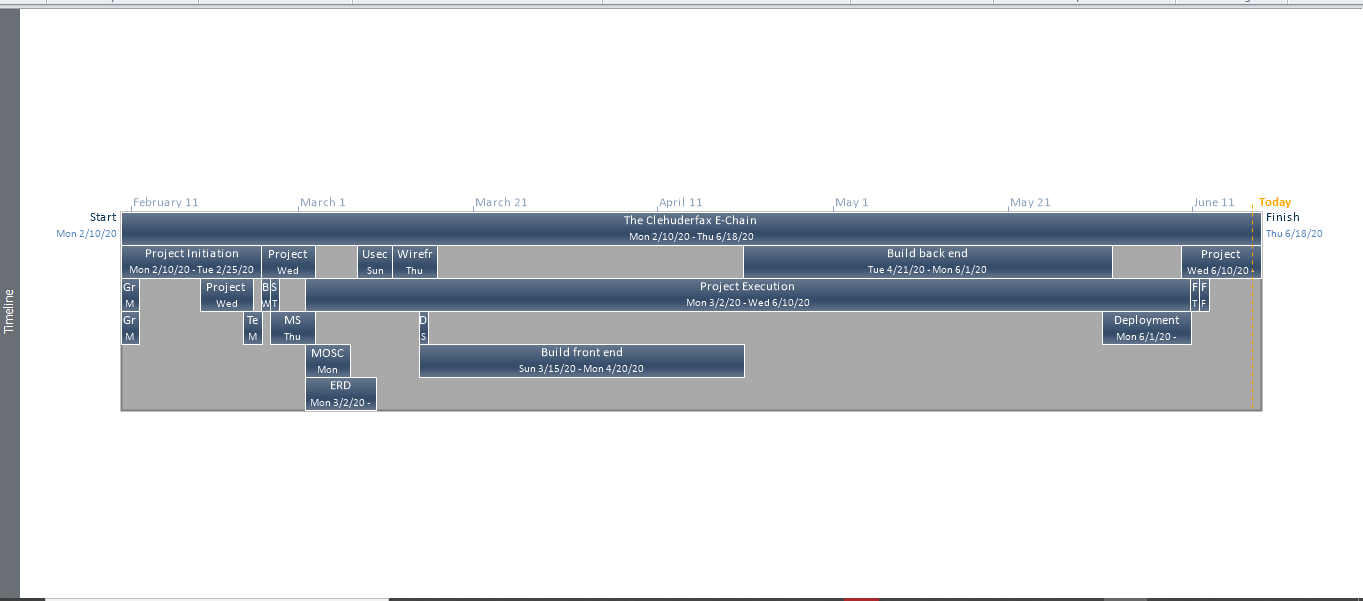 February 11 March 1 March 21 April 11 May 1 May 21 June 11 Today
Start
Mon 2/10/20
The Clehuderfax E-Chain
Mon 2/10/20 - Thu 6/18/20
Finish
Thu 6/18/20
Project Initiation
Mon 2/10/20 - Tue 2/25/20
Project
Wed
Usec
Sun
Wirefr
Thu
Build back end
Tue 4/21/20 - Mon 6/1/20
Project
Wed 6/10/20 -
Gr
M
Project
Wed
B
W
S
T
Project Execution
Mon 3/2/20 - Wed 6/10/20
F
T
F
F
Gr
M
Te
M
MS
Thu
D
S
Deployment
Mon 6/1/20 -
MOSC
Mon
Build front end
Sun 3/15/20 - Mon 4/20/20
ERD
Mon 3/2/20 -
Timeline